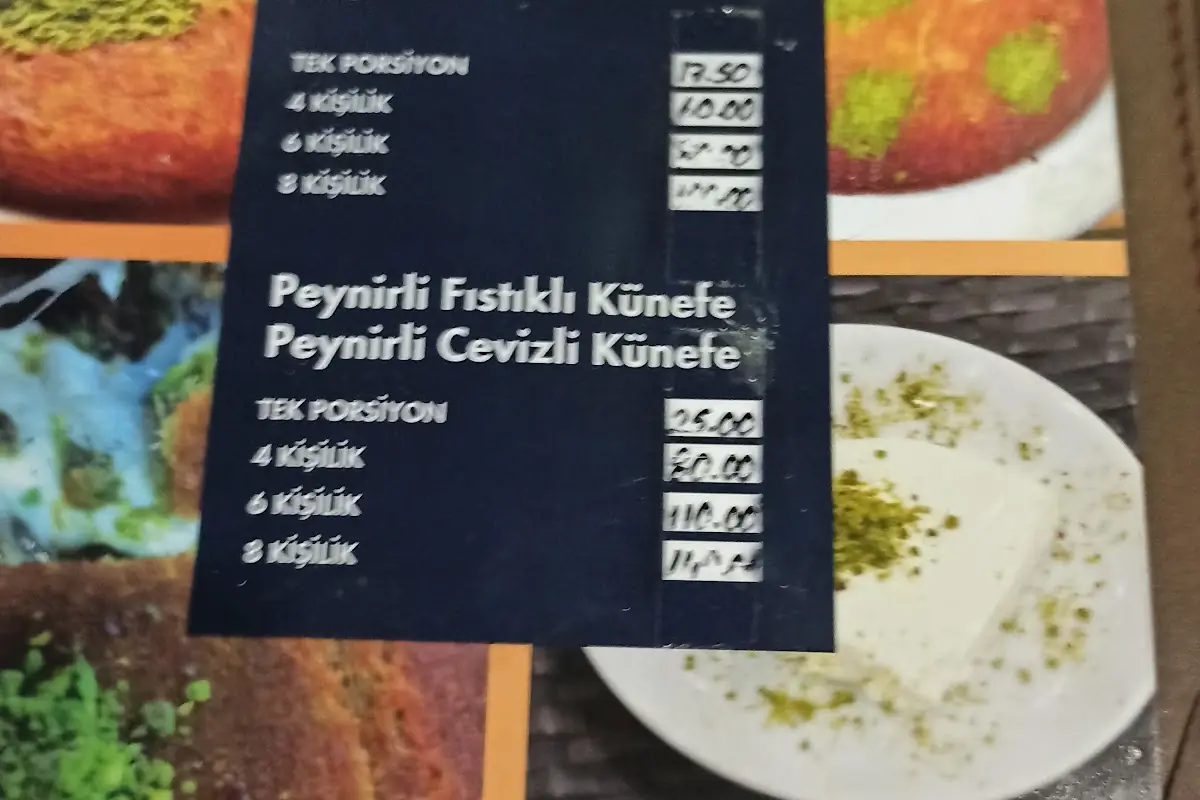 TEK PORSİYON 17.50
4 KİŞİLİK 60.00
6 KİŞİLİK
8 KİŞİLİK
Peynirli Fıstıklı Künefe
Peynirli Cevizli Künefe
TEK PORSİYON 25.00
4 KİŞİLİK 80.00
6 KİŞİLİK 110.00
8 KİŞİLİK